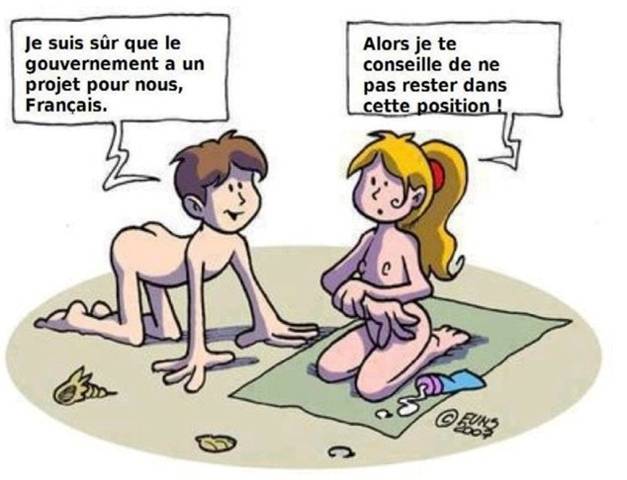 Je suis sûr que le
gouvernement a un
projet pour nous,
Français.
Alors je te
conseille de ne
pas rester dans
cette position !
© FUNS
2007